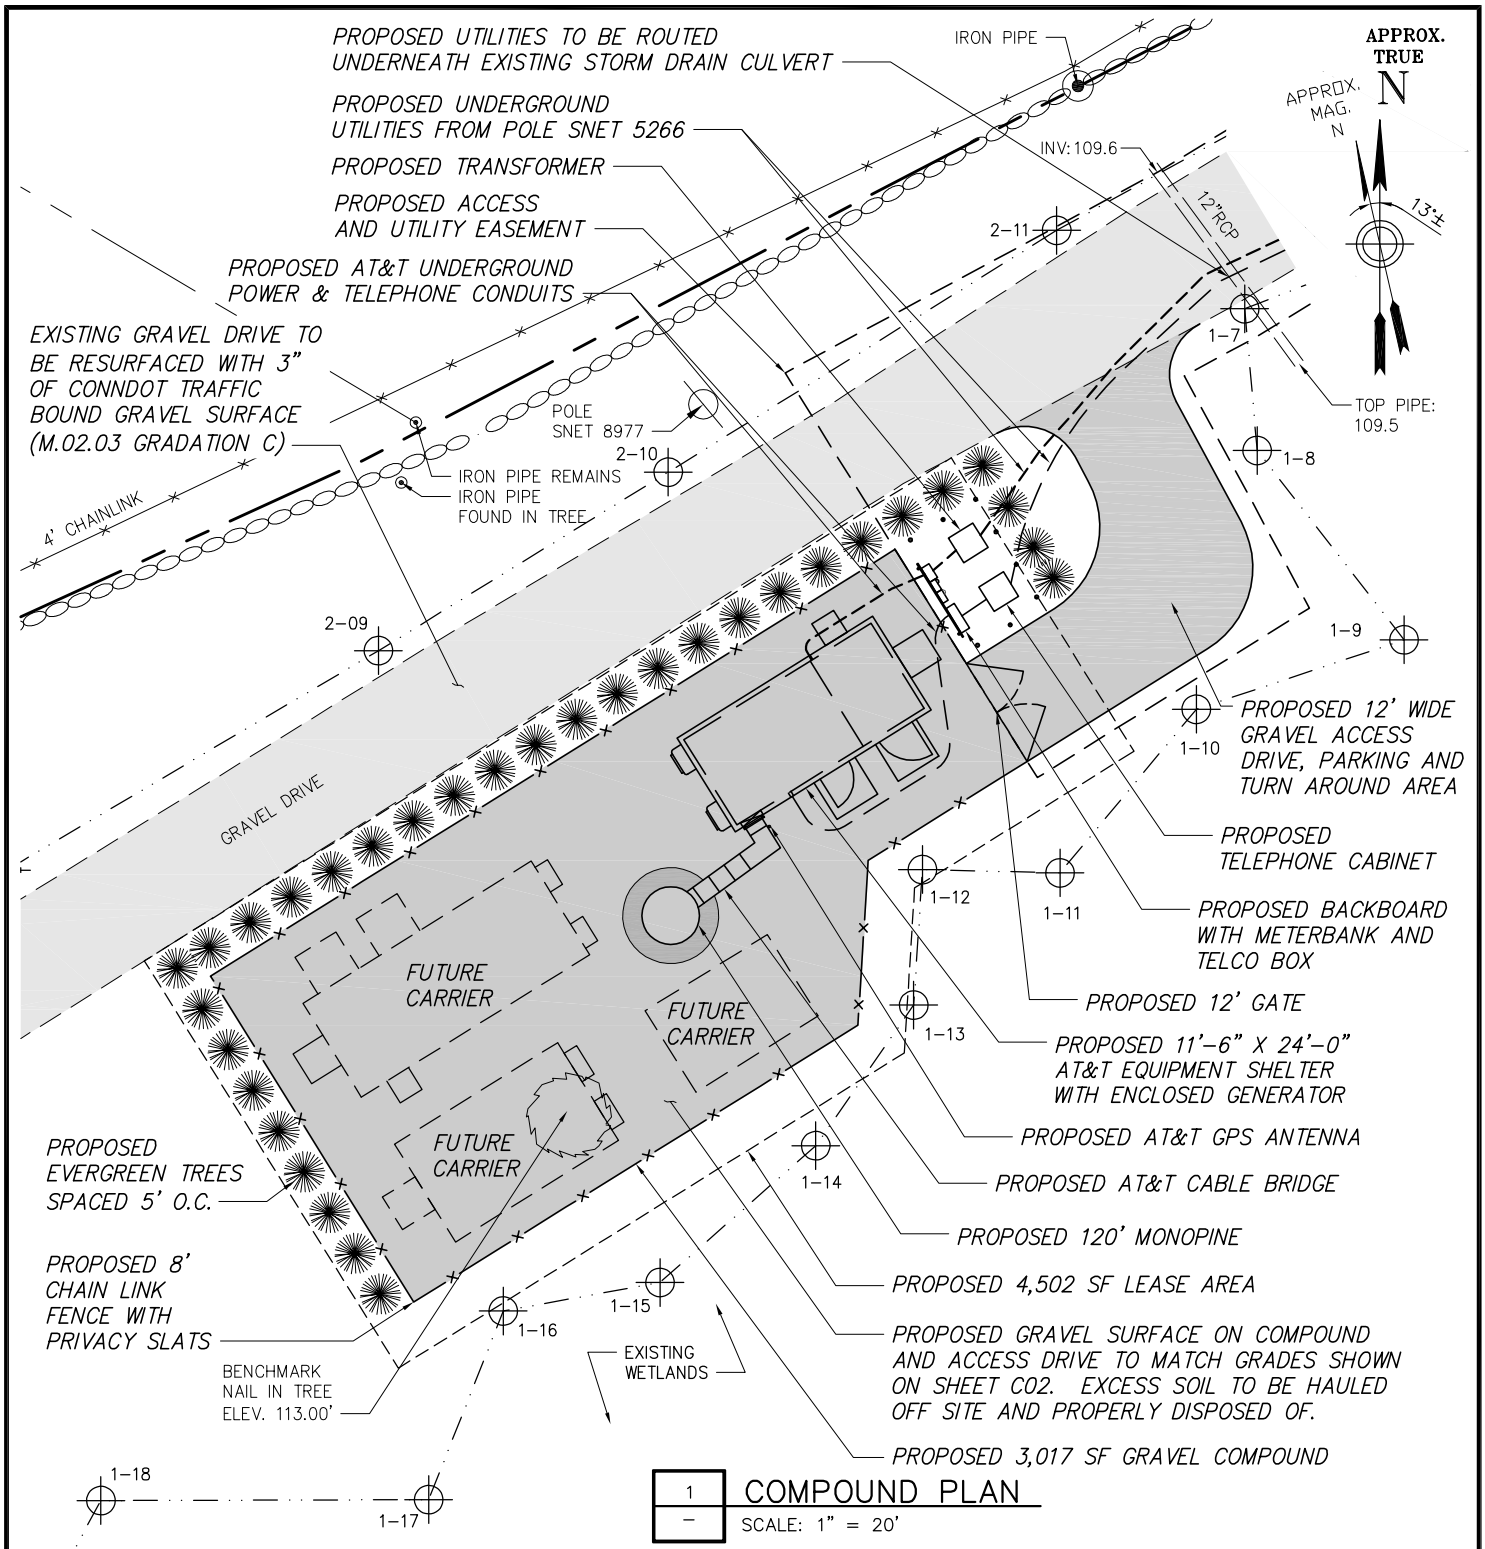 PROPOSED UTILITIES TO BE ROUTED
UNDERNEATH EXISTING STORM DRAIN CULVERT
IRON PIPE
APPROX.
TRUE
N
APPROX.
MAG.
N
13°±
PROPOSED UNDERGROUND
UTILITIES FROM POLE SNET 5266
INV:109.6
12"RCP
PROPOSED TRANSFORMER
PROPOSED ACCESS
AND UTILITY EASEMENT
2-11
PROPOSED AT&T UNDERGROUND
POWER & TELEPHONE CONDUITS
EXISTING GRAVEL DRIVE TO
BE RESURFACED WITH 3"
OF CONNDOT TRAFFIC
BOUND GRAVEL SURFACE
(M.02.03 GRADATION C)
1-7
TOP PIPE:
109.5
POLE
SNET 8977
2-10
1-8
IRON PIPE REMAINS
IRON PIPE
FOUND IN TREE
4' CHAINLINK
2-09
1-9
PROPOSED 12' WIDE
GRAVEL ACCESS
DRIVE, PARKING AND
TURN AROUND AREA
1-10
GRAVEL DRIVE
PROPOSED
TELEPHONE CABINET
1-12
1-11
PROPOSED BACKBOARD
WITH METERBANK AND
TELCO BOX
FUTURE
CARRIER
FUTURE
CARRIER
PROPOSED 12' GATE
1-13
PROPOSED 11'-6" X 24'-0"
AT&T EQUIPMENT SHELTER
WITH ENCLOSED GENERATOR
FUTURE
CARRIER
PROPOSED AT&T GPS ANTENNA
PROPOSED
EVERGREEN TREES
SPACED 5' O.C.
1-14
PROPOSED AT&T CABLE BRIDGE
PROPOSED 120' MONOPINE
PROPOSED 8'
CHAIN LINK
FENCE WITH
PRIVACY SLATS
PROPOSED 4,502 SF LEASE AREA
1-15
1-16
PROPOSED GRAVEL SURFACE ON COMPOUND
AND ACCESS DRIVE TO MATCH GRADES SHOWN
ON SHEET C02. EXCESS SOIL TO BE HAULED
OFF SITE AND PROPERLY DISPOSED OF.
EXISTING
WETLANDS
BENCHMARK
NAIL IN TREE
ELEV. 113.00'
PROPOSED 3,017 SF GRAVEL COMPOUND
1-18
1-17
1
–
COMPOUND PLAN
SCALE: 1" = 20'